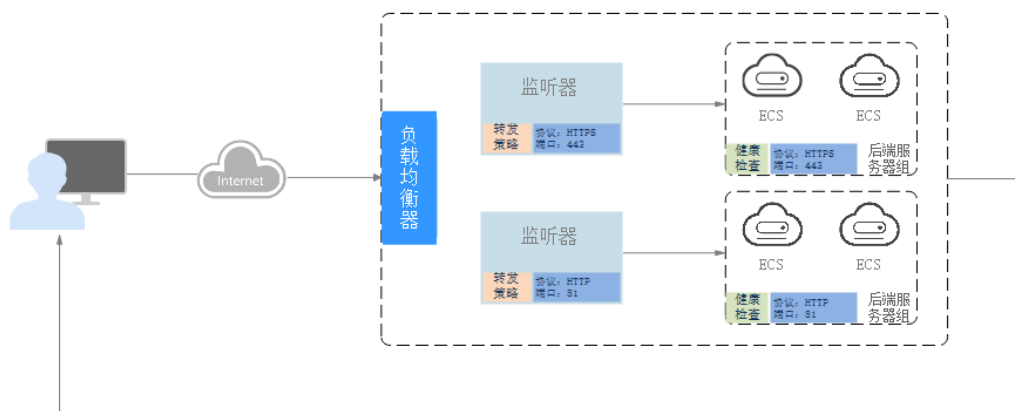 Internet
负
载
均
衡
器
监听器
转发
策略
协议: HTTPS
端口: 443
ECS
ECS
健康
检查
协议: HTTPS
端口: 443
后端服
务器组
监听器
转发
策略
协议: HTTP
端口: 81
ECS
ECS
健康
检查
协议: HTTP
端口: 81
后端服
务器组